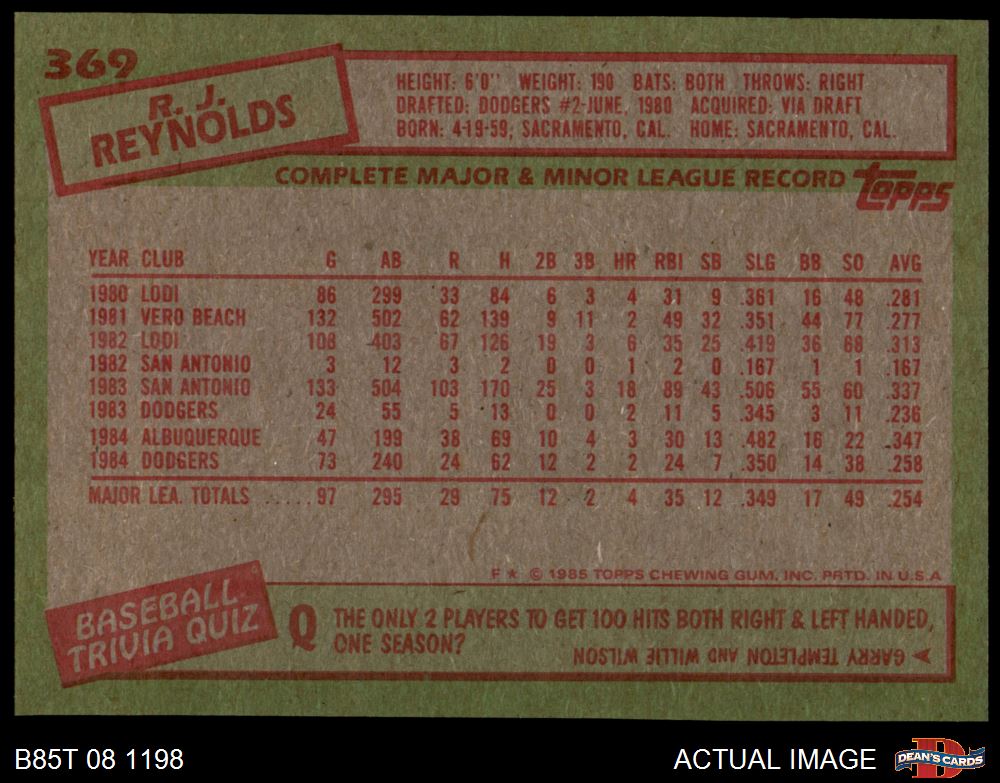 369
R. J.
REYNOLDS
HEIGHT: 6'0" WEIGHT: 190 BATS: BOTH THROWS: RIGHT
DRAFTED: DODGERS #2-JUNE, 1980 ACQUIRED: VIA DRAFT
BORN: 4-19-59, SACRAMENTO, CAL. HOME: SACRAMENTO, CAL.
COMPLETE MAJOR & MINOR LEAGUE RECORD topps
YEAR CLUB G AB R H 2B 3B HR RBI SB SLG BB SO AVG
1980 LODI 86 299 33 84 6 3 4 31 9 .361 16 48 .281
1981 VERO BEACH 132 502 62 139 9 11 2 49 32 .351 44 77 .277
1982 LODI 108 403 67 126 19 3 6 35 25 .419 36 68 .313
1982 SAN ANTONIO 3 12 3 2 0 0 1 2 0 .167 1 1 .167
1983 SAN ANTONIO 133 504 103 170 25 3 18 89 43 .506 55 60 .337
1983 DODGERS 24 55 5 13 0 0 2 11 5 .345 3 11 .236
1984 ALBUQUERQUE 47 199 38 69 10 4 3 30 13 .482 16 22 .347
1984 DODGERS 73 240 24 62 12 2 2 24 7 .350 14 38 .258
MAJOR LEA. TOTALS ..... 97 295 29 75 12 2 4 35 12 .349 17 49 .254
F ★ © 1985 TOPPS CHEWING GUM, INC. PRTD. IN U.S.A
BASEBALL
TRIVIA QUIZ
Q THE ONLY 2 PLAYERS TO GET 100 HITS BOTH RIGHT & LEFT HANDED,
ONE SEASON?
➤ GARRY TEMPLETON AND WILLIE WILSON
B85T 08 1198
ACTUAL IMAGE
D
DEAN'S CARDS